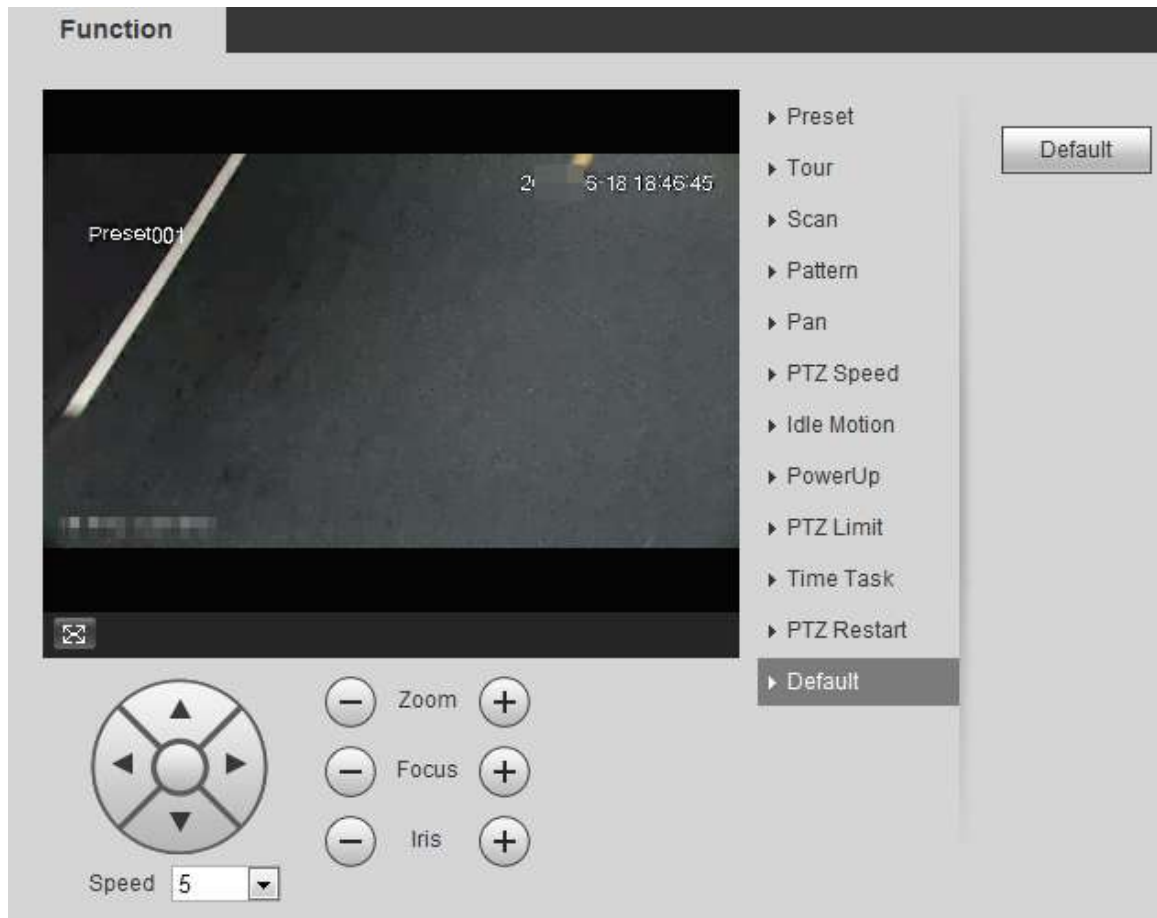 Function
Preset001
6-18 18:46:45
Preset
Tour
Scan
Pattern
Pan
PTZ Speed
Idle Motion
PowerUp
PTZ Limit
Time Task
PTZ Restart
Default
Default
Zoom
Focus
Iris
Speed 5